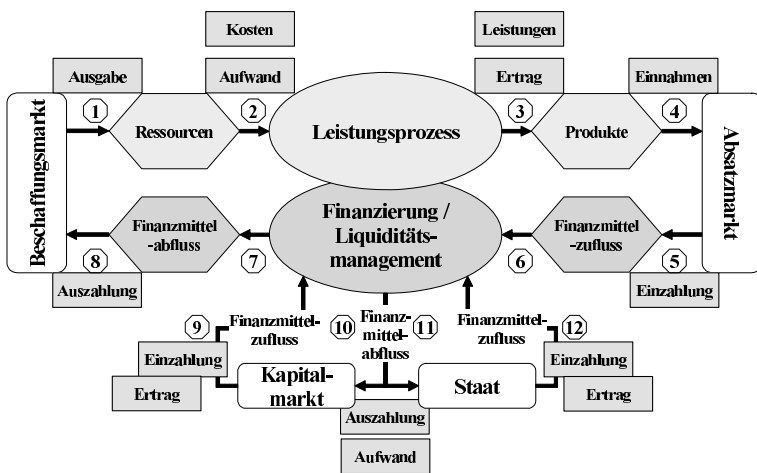 Kosten
Leistungen
Ausgabe
Aufwand
Ertrag
Einnahmen
1
2
3
4
Beschaffungsmarkt
Ressourcen
Leistungsprozess
Produkte
Absatzmarkt
Finanzmittel
-abfluss
Finanzierung /
Liquiditäts-
management
Finanzmittel
-zufluss
8
7
6
5
Auszahlung
Einzahlung
9
Finanzmittel-
zufluss
10
Finanz-
mittel-
abfluss
11
Finanzmittel-
zufluss
12
Einzahlung
Ertrag
Kapital-
markt
Staat
Einzahlung
Ertrag
Auszahlung
Aufwand